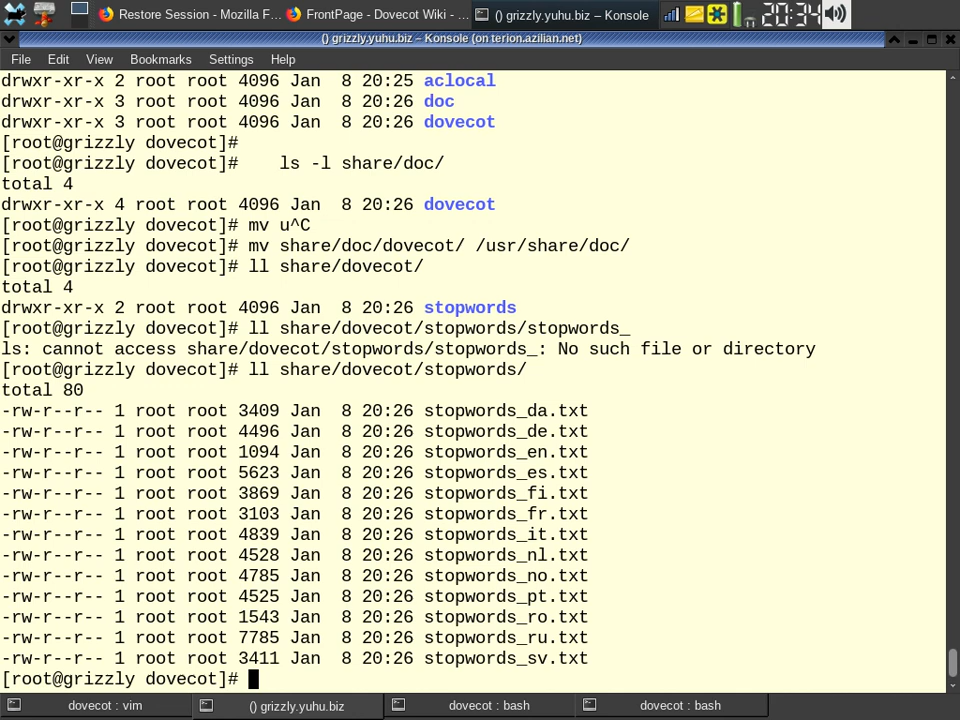 Restore Session - Mozilla F... FrontPage - Dovecot Wiki - ... () grizzly.yuhu.biz – Konsole 20:34
() grizzly.yuhu.biz – Konsole (on terion.azilian.net)
File Edit View Bookmarks Settings Help
drwxr-xr-x 2 root root 4096 Jan  8 20:25 aclocal
drwxr-xr-x 3 root root 4096 Jan  8 20:26 doc
drwxr-xr-x 3 root root 4096 Jan  8 20:26 dovecot
[root@grizzly dovecot]#
[root@grizzly dovecot]#    ls -l share/doc/
total 4
drwxr-xr-x 4 root root 4096 Jan  8 20:26 dovecot
[root@grizzly dovecot]# mv u^C
[root@grizzly dovecot]# mv share/doc/dovecot/ /usr/share/doc/
[root@grizzly dovecot]# ll share/dovecot/
total 4
drwxr-xr-x 2 root root 4096 Jan  8 20:26 stopwords
[root@grizzly dovecot]# ll share/dovecot/stopwords/stopwords_
ls: cannot access share/dovecot/stopwords/stopwords_: No such file or directory
[root@grizzly dovecot]# ll share/dovecot/stopwords/
total 80
-rw-r--r-- 1 root root 3409 Jan  8 20:26 stopwords_da.txt
-rw-r--r-- 1 root root 4496 Jan  8 20:26 stopwords_de.txt
-rw-r--r-- 1 root root 1094 Jan  8 20:26 stopwords_en.txt
-rw-r--r-- 1 root root 5623 Jan  8 20:26 stopwords_es.txt
-rw-r--r-- 1 root root 3869 Jan  8 20:26 stopwords_fi.txt
-rw-r--r-- 1 root root 3103 Jan  8 20:26 stopwords_fr.txt
-rw-r--r-- 1 root root 4839 Jan  8 20:26 stopwords_it.txt
-rw-r--r-- 1 root root 4528 Jan  8 20:26 stopwords_nl.txt
-rw-r--r-- 1 root root 4785 Jan  8 20:26 stopwords_no.txt
-rw-r--r-- 1 root root 4525 Jan  8 20:26 stopwords_pt.txt
-rw-r--r-- 1 root root 1543 Jan  8 20:26 stopwords_ro.txt
-rw-r--r-- 1 root root 7785 Jan  8 20:26 stopwords_ru.txt
-rw-r--r-- 1 root root 3411 Jan  8 20:26 stopwords_sv.txt
[root@grizzly dovecot]#
dovecot : vim () grizzly.yuhu.biz dovecot : bash dovecot : bash